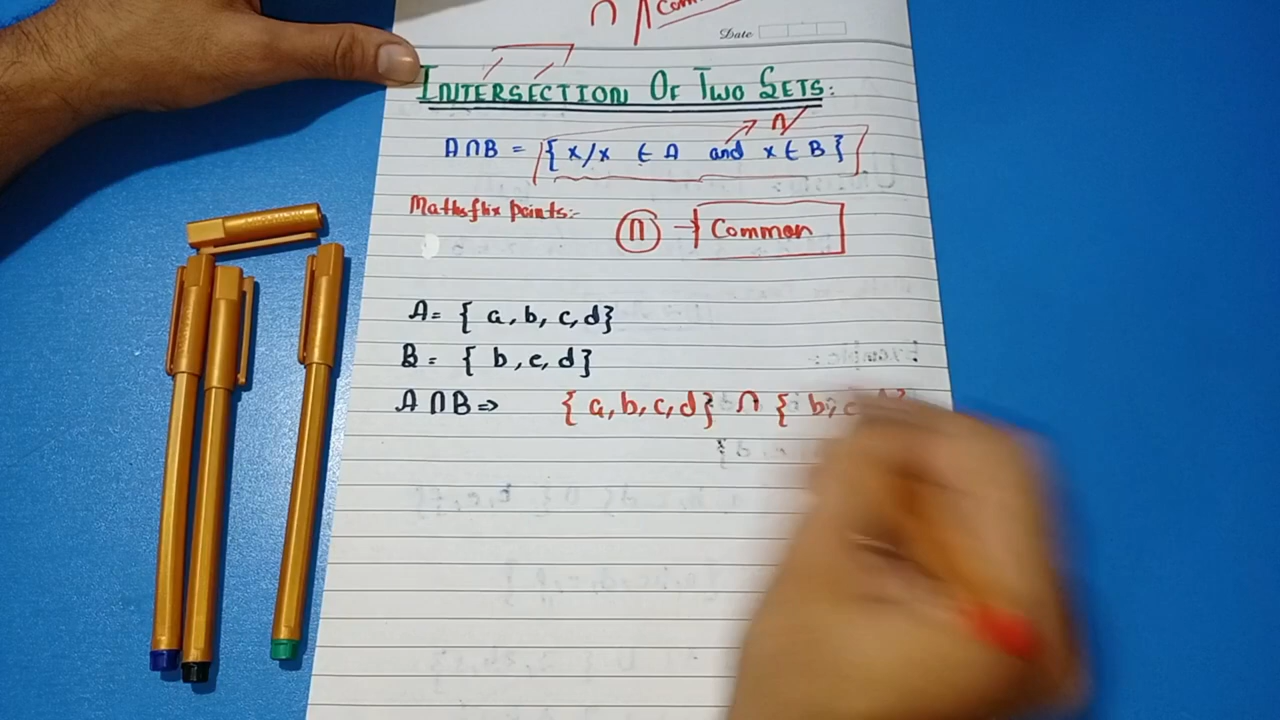 ∩
Date
INTERSECTION OF TWO SETS:
∩
A∩B = { x/x ∈ A and x ∈ B }
Mathsflix points:-
∩ → Common
A= { a, b, c, d}
B = { b, c, d}
A ∩ B => { a, b, c, d} ∩ { b, c